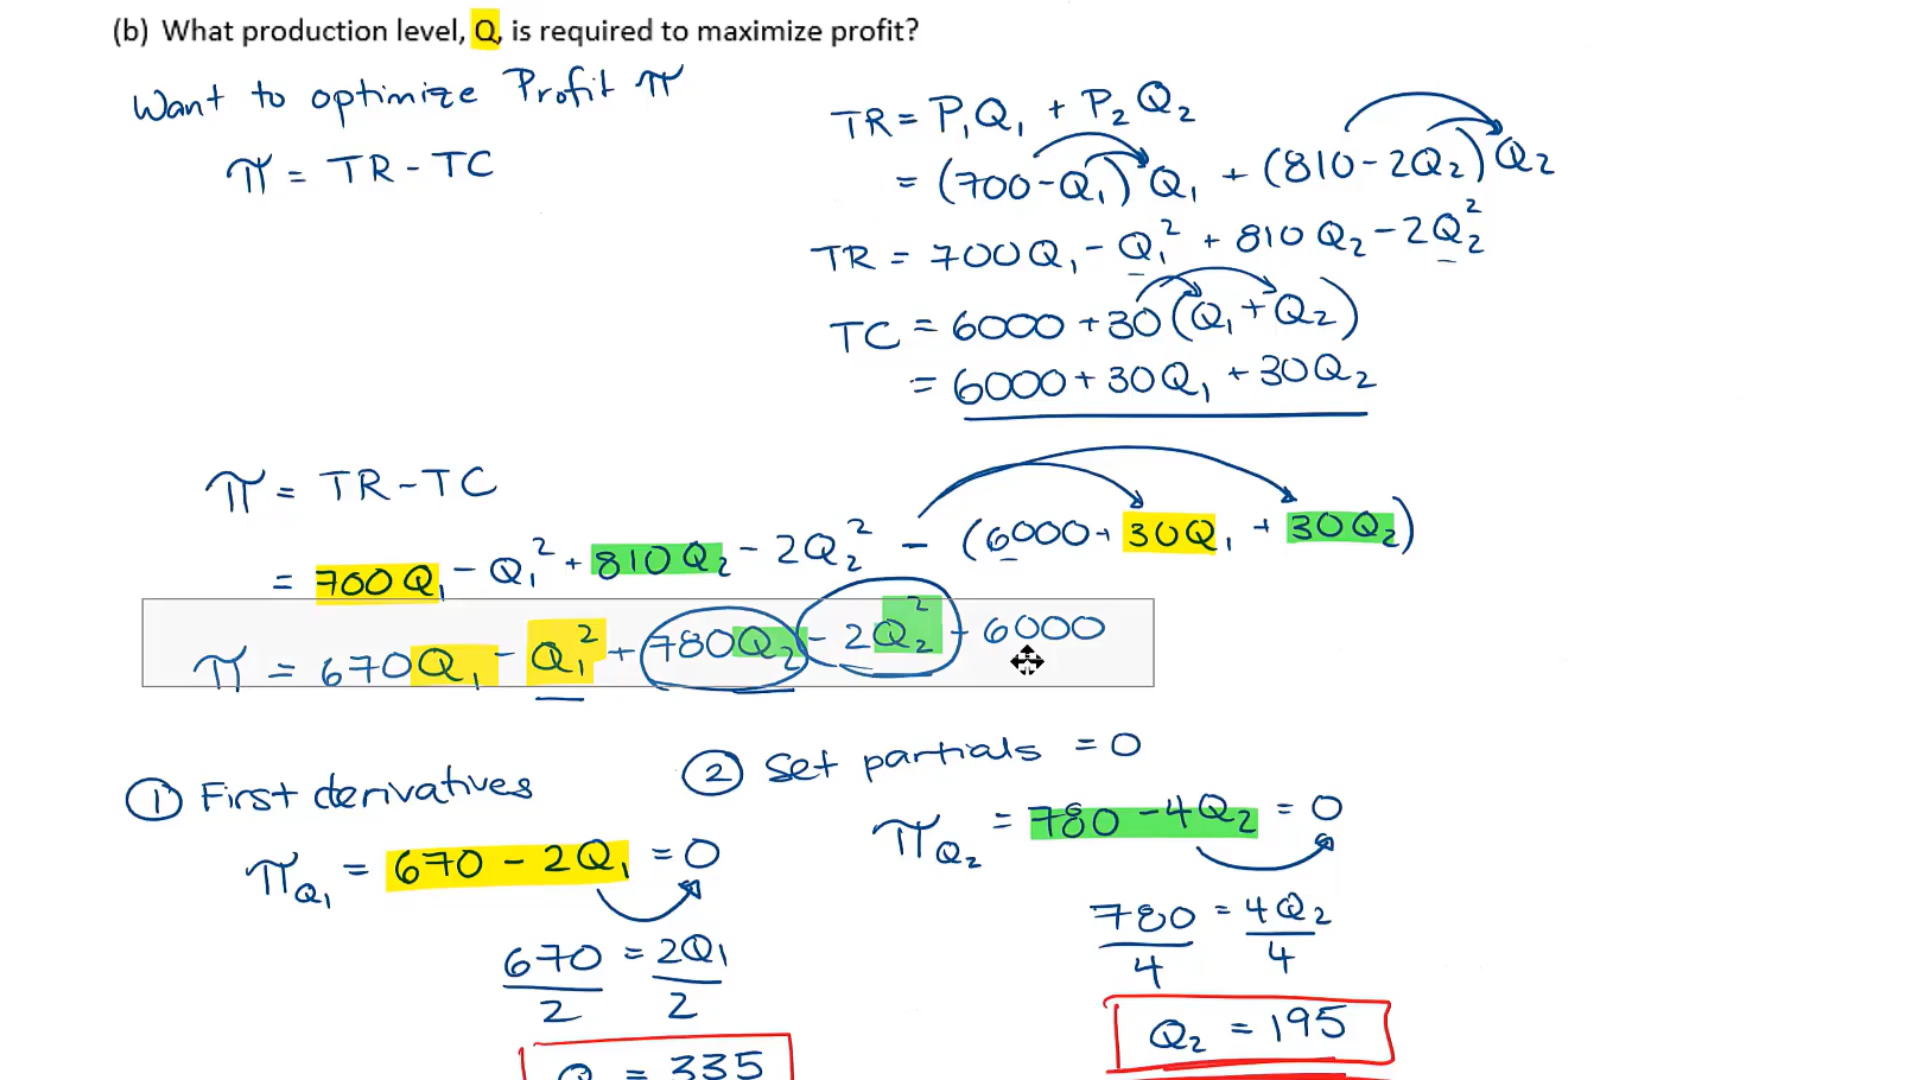 (b) What production level, Q, is required to maximize profit?
Want to optimize Profit π
π = TR - TC
TR = P₁Q₁ + P₂Q₂
= (700-Q₁)Q₁ + (810-2Q₂)Q₂
TR = 700Q₁ - Q₁² + 810Q₂ - 2Q₂²
TC = 6000 + 30(Q₁+Q₂)
= 6000 + 30Q₁ + 30Q₂
π = TR - TC
= 700Q₁ - Q₁² + 810Q₂ - 2Q₂² - (6000 + 30Q₁ + 30Q₂)
π = 670Q₁ - Q₁² + 780Q₂ - 2Q₂² - 6000
① First derivatives
π_Q₁ = 670 - 2Q₁ = 0
670/2 = 2Q₁/2
= 335
② Set partials = 0
π_Q₂ = 780 - 4Q₂ = 0
780/4 = 4Q₂/4
Q₂ = 195